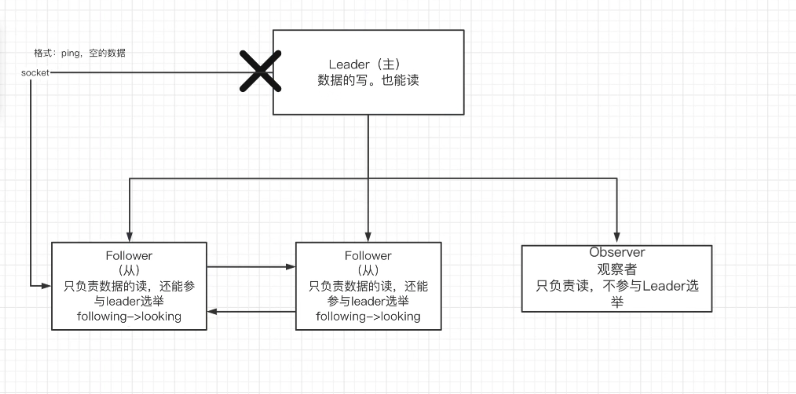 格式：ping，空的数据
socket
Leader（主）
数据的写。也能读
Follower
（从）
只负责数据的读，还能参
与leader选举
following->looking
Follower
（从）
只负责数据的读，还能
参与leader选举
following->looking
Observer
观察者
只负责读，不参与Leader选
举